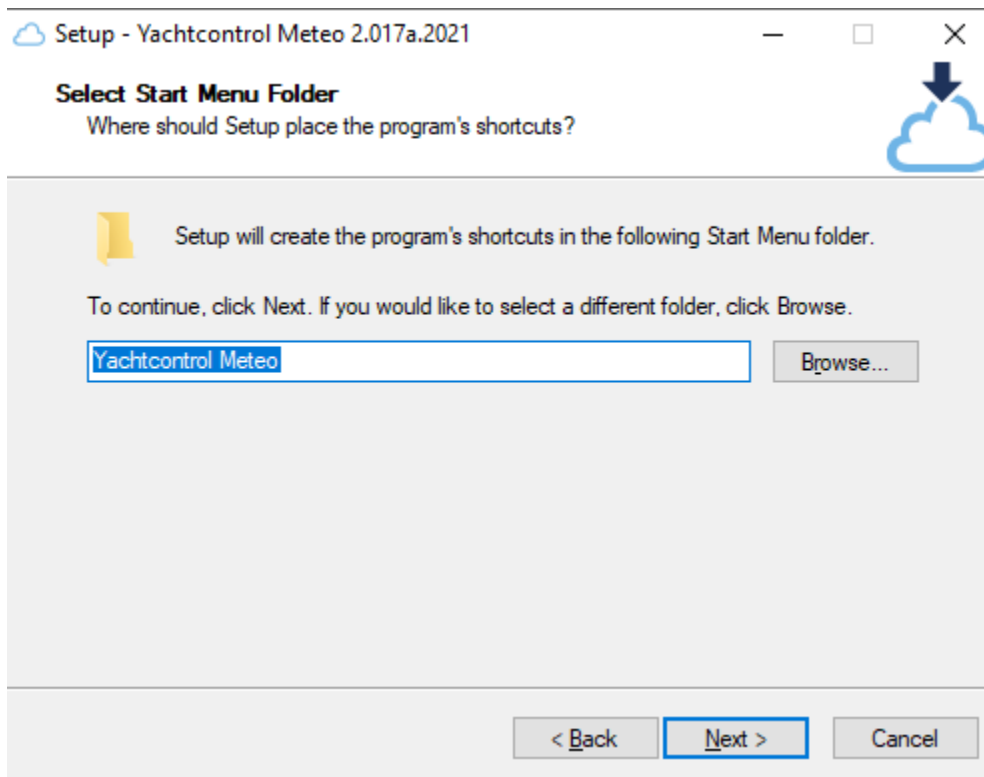 Setup - Yachtcontrol Meteo 2.017a.2021
Select Start Menu Folder
Where should Setup place the program's shortcuts?
Setup will create the program's shortcuts in the following Start Menu folder.
To continue, click Next. If you would like to select a different folder, click Browse.
Yachtcontrol Meteo
Browse...
< Back
Next >
Cancel